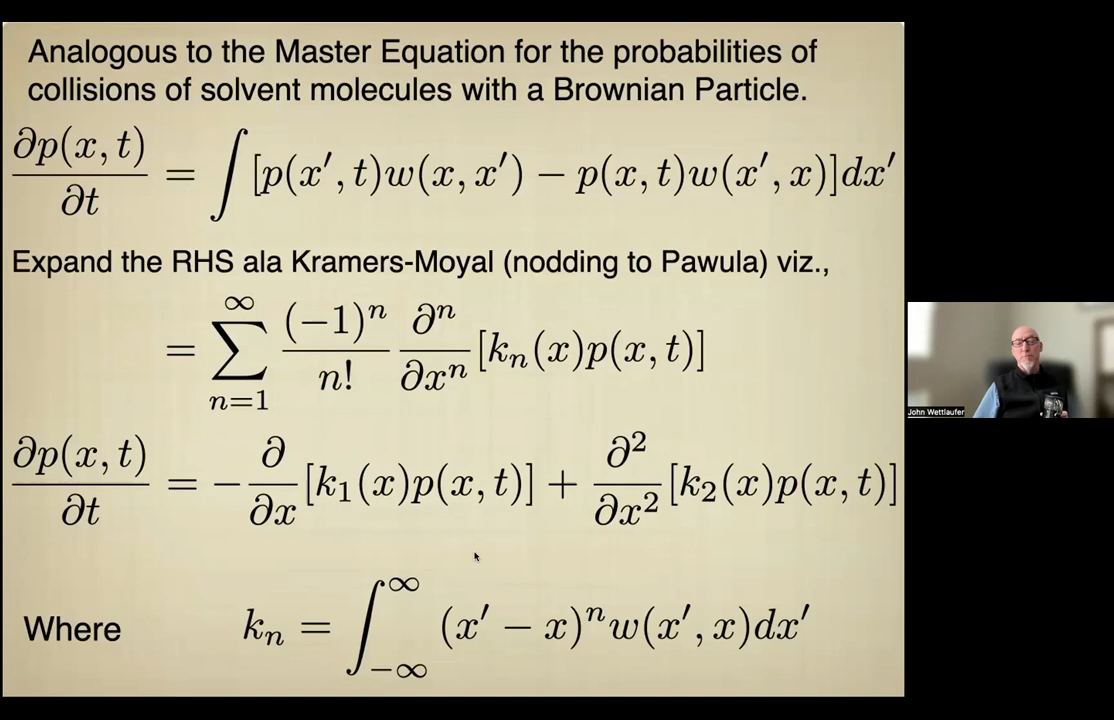 Analogous to the Master Equation for the probabilities of
collisions of solvent molecules with a Brownian Particle.
∂p(x, t)/∂t = ∫ [p(x′, t)w(x, x′) − p(x, t)w(x′, x)]dx′
Expand the RHS ala Kramers-Moyal (nodding to Pawula) viz.,
= ∑_{n=1}^{∞} (−1)^n/n! ∂^n/∂x^n [k_n(x)p(x, t)]
∂p(x, t)/∂t = − ∂/∂x [k_1(x)p(x, t)] + ∂^2/∂x^2 [k_2(x)p(x, t)]
Where k_n = ∫_{−∞}^{∞} (x′ − x)^n w(x′, x)dx′
John Wettlaufer